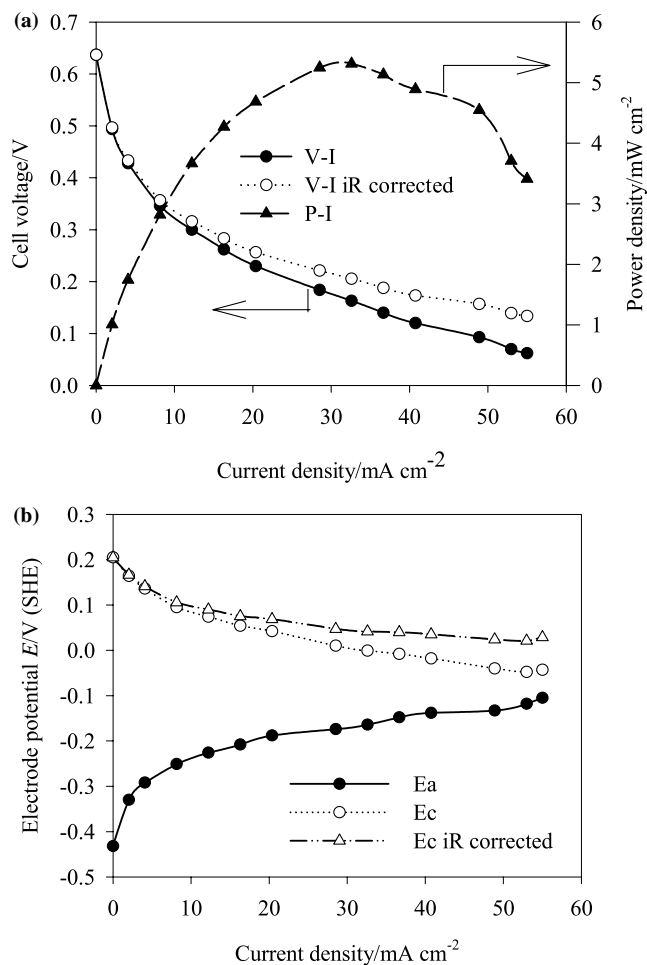 (a)
0.7
0.6
0.5
0.4
0.3
0.2
0.1
0.0
Cell voltage/V
6
5
4
3
2
1
0
Power density/mW cm-2
V-I
V-I iR corrected
P-I
0 10 20 30 40 50 60
Current density/mA cm-2
(b)
0.3
0.2
0.1
0.0
-0.1
-0.2
-0.3
-0.4
-0.5
Electrode potential E/V (SHE)
Ea
Ec
Ec iR corrected
0 10 20 30 40 50 60
Current density/mA cm-2